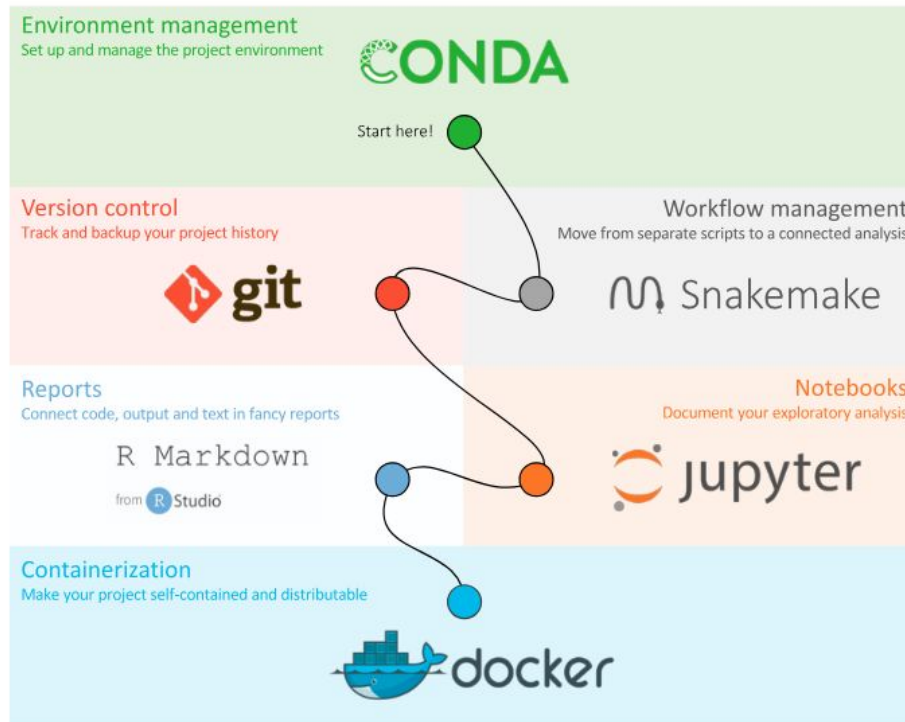 Environment management
Set up and manage the project environment
CONDA
Start here!
Version control
Track and backup your project history
git
Workflow management
Move from separate scripts to a connected analysis
Snakemake
Reports
Connect code, output and text in fancy reports
R Markdown
from R Studio
Notebooks
Document your exploratory analysis
jupyter
Containerization
Make your project self-contained and distributable
docker